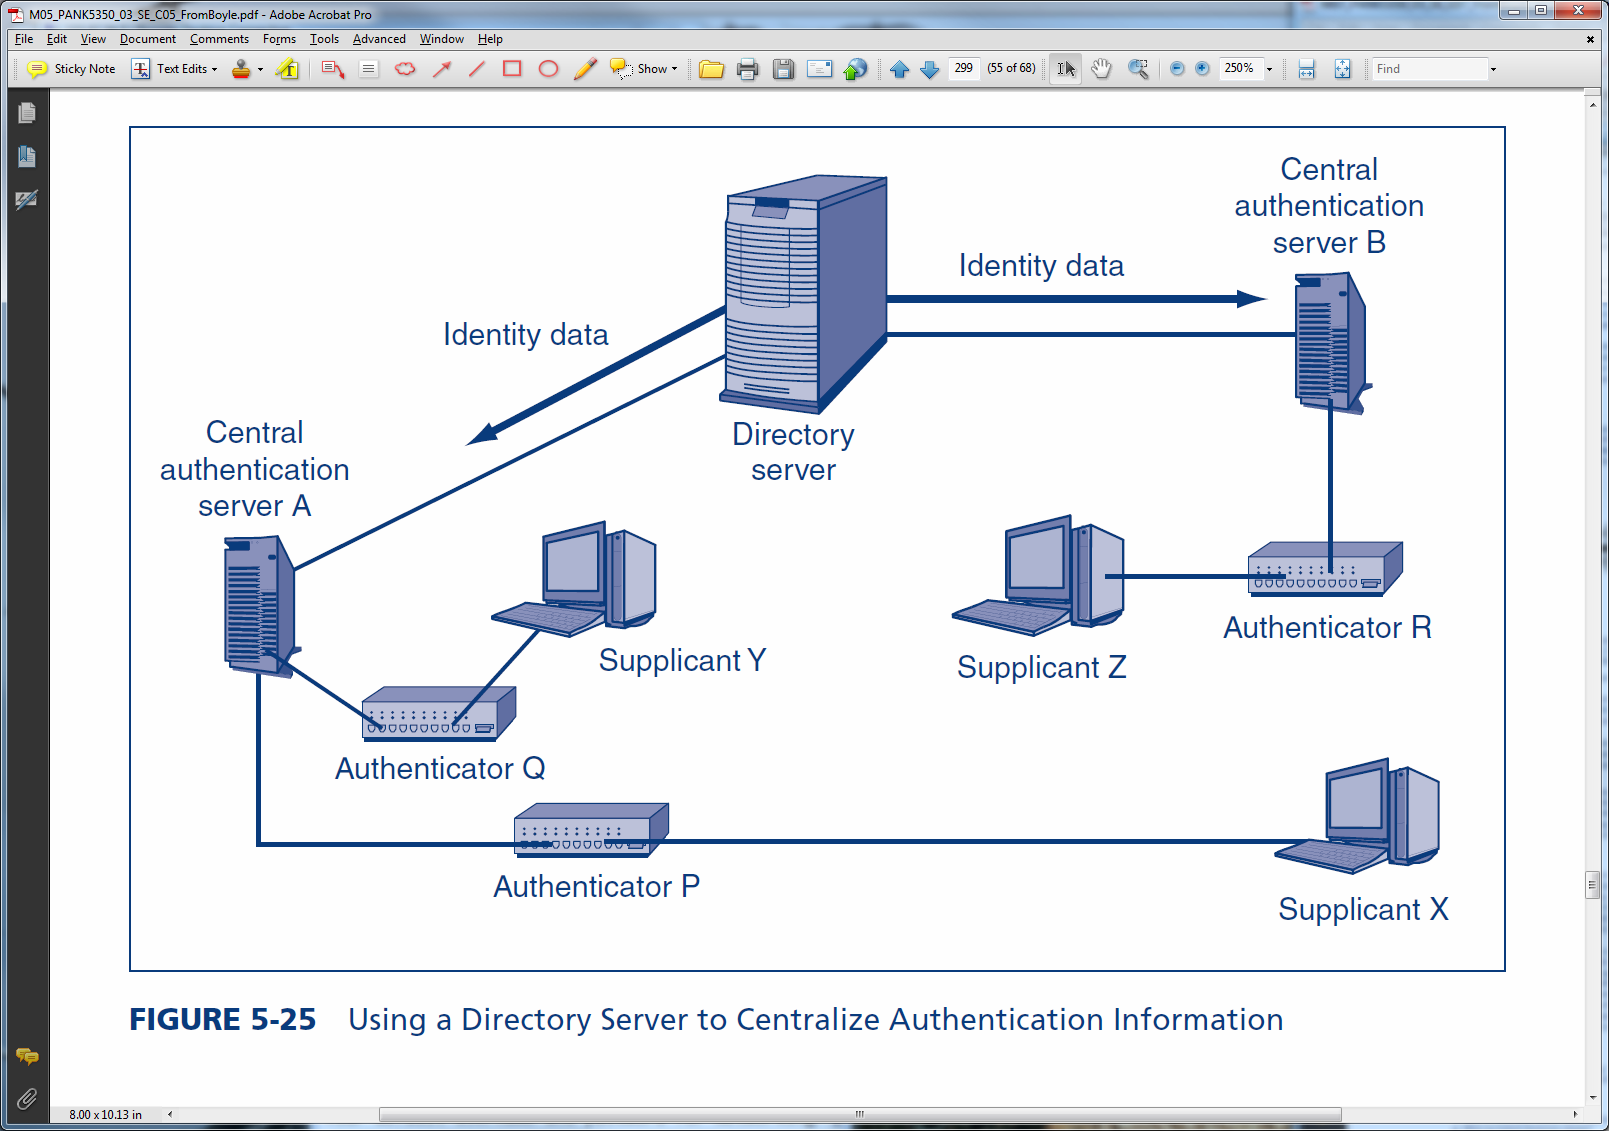 M05_PANK5350_03_SE_C05_FromBoyle.pdf - Adobe Acrobat Pro
File Edit View Document Comments Forms Tools Advanced Window Help
Sticky Note Text Edits Show 299 (55 of 68) 250% Find
Central
authentication
server B
Identity data
Identity data
Directory
server
Central
authentication
server A
Supplicant Y
Supplicant Z
Authenticator R
Authenticator Q
Authenticator P
Supplicant X
FIGURE 5-25 Using a Directory Server to Centralize Authentication Information
8.00 x 10.13 in